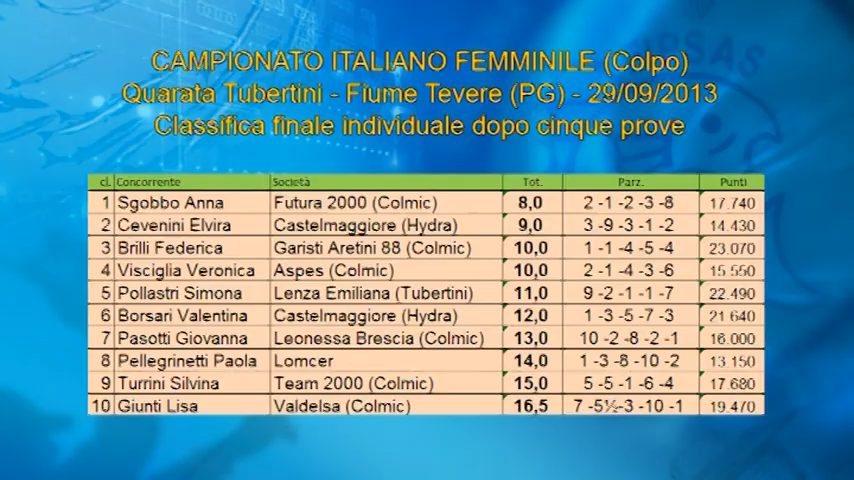 CAMPIONATO ITALIANO FEMMINILE (Colpo)
Quarata Tubertini - Fiume Tevere (PG) - 29/09/2013
Classifica finale individuale dopo cinque prove
cl. Concorrente Società Tot. Parz. Punti
1 Sgobbo Anna Futura 2000 (Colmic) 8,0 2 -1 -2 -3 -8 17.740
2 Cevenini Elvira Castelmaggiore (Hydra) 9,0 3 -9 -3 -1 -2 14.430
3 Brilli Federica Garisti Aretini 88 (Colmic) 10,0 1 -1 -4 -5 -4 23.070
4 Visciglia Veronica Aspes (Colmic) 10,0 2 -1 -4 -3 -6 15.550
5 Pollastri Simona Lenza Emiliana (Tubertini) 11,0 9 -2 -1 -1 -7 22.490
6 Borsari Valentina Castelmaggiore (Hydra) 12,0 1 -3 -5 -7 -3 21.640
7 Pasotti Giovanna Leonessa Brescia (Colmic) 13,0 10 -2 -8 -2 -1 16.000
8 Pellegrinetti Paola Lomcer 14,0 1 -3 -8 -10 -2 13.150
9 Turrini Silvina Team 2000 (Colmic) 15,0 5 -5 -1 -6 -4 17.680
10 Giunti Lisa Valdelsa (Colmic) 16,5 7 -5½-3 -10 -1 19.470